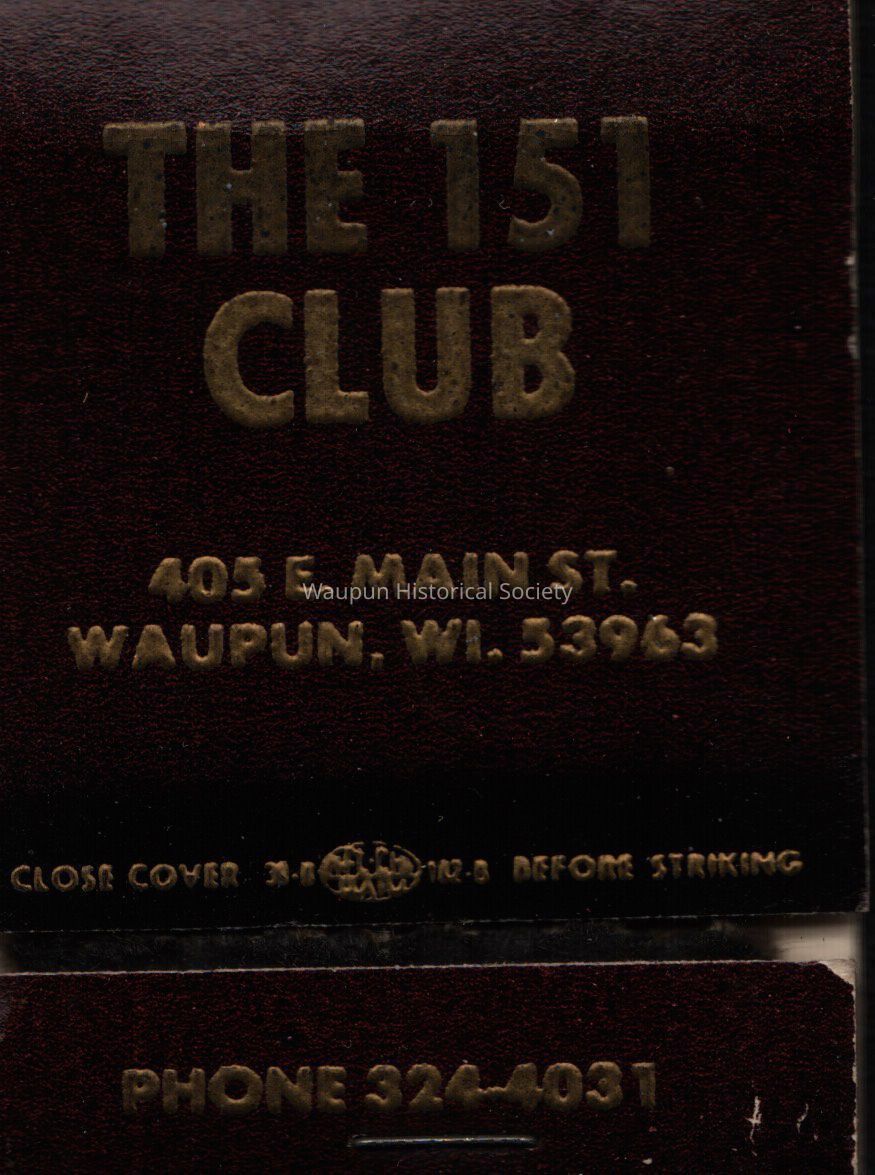 THE 151
CLUB
405 E. MAIN ST.
Waupun Historical Society
WAUPUN, WI. 53963
CLOSE COVER
BEFORE STRIKING
PHONE 324-4031